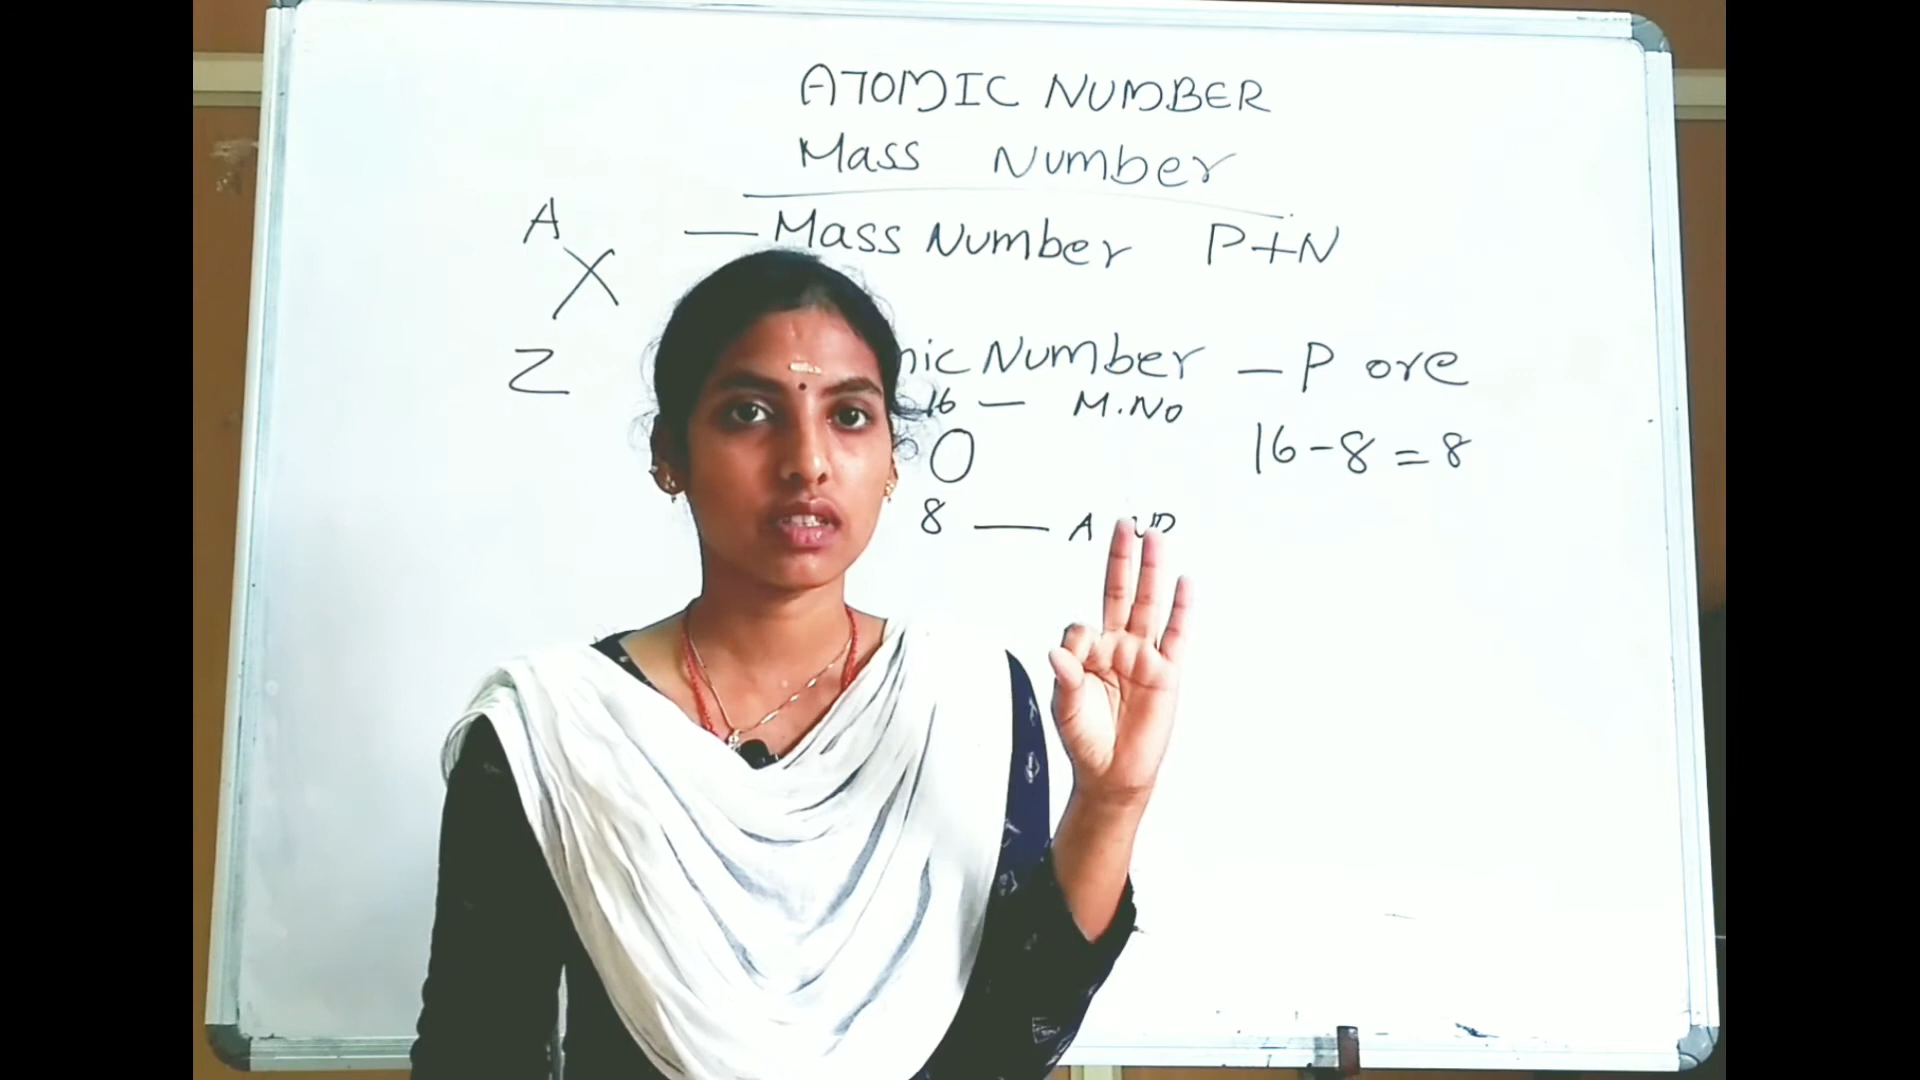 ATOMIC NUMBER
Mass Number
A — Mass Number P+N
X
Z Number — P ore
16 — M.No
O 16-8=8
8 — A